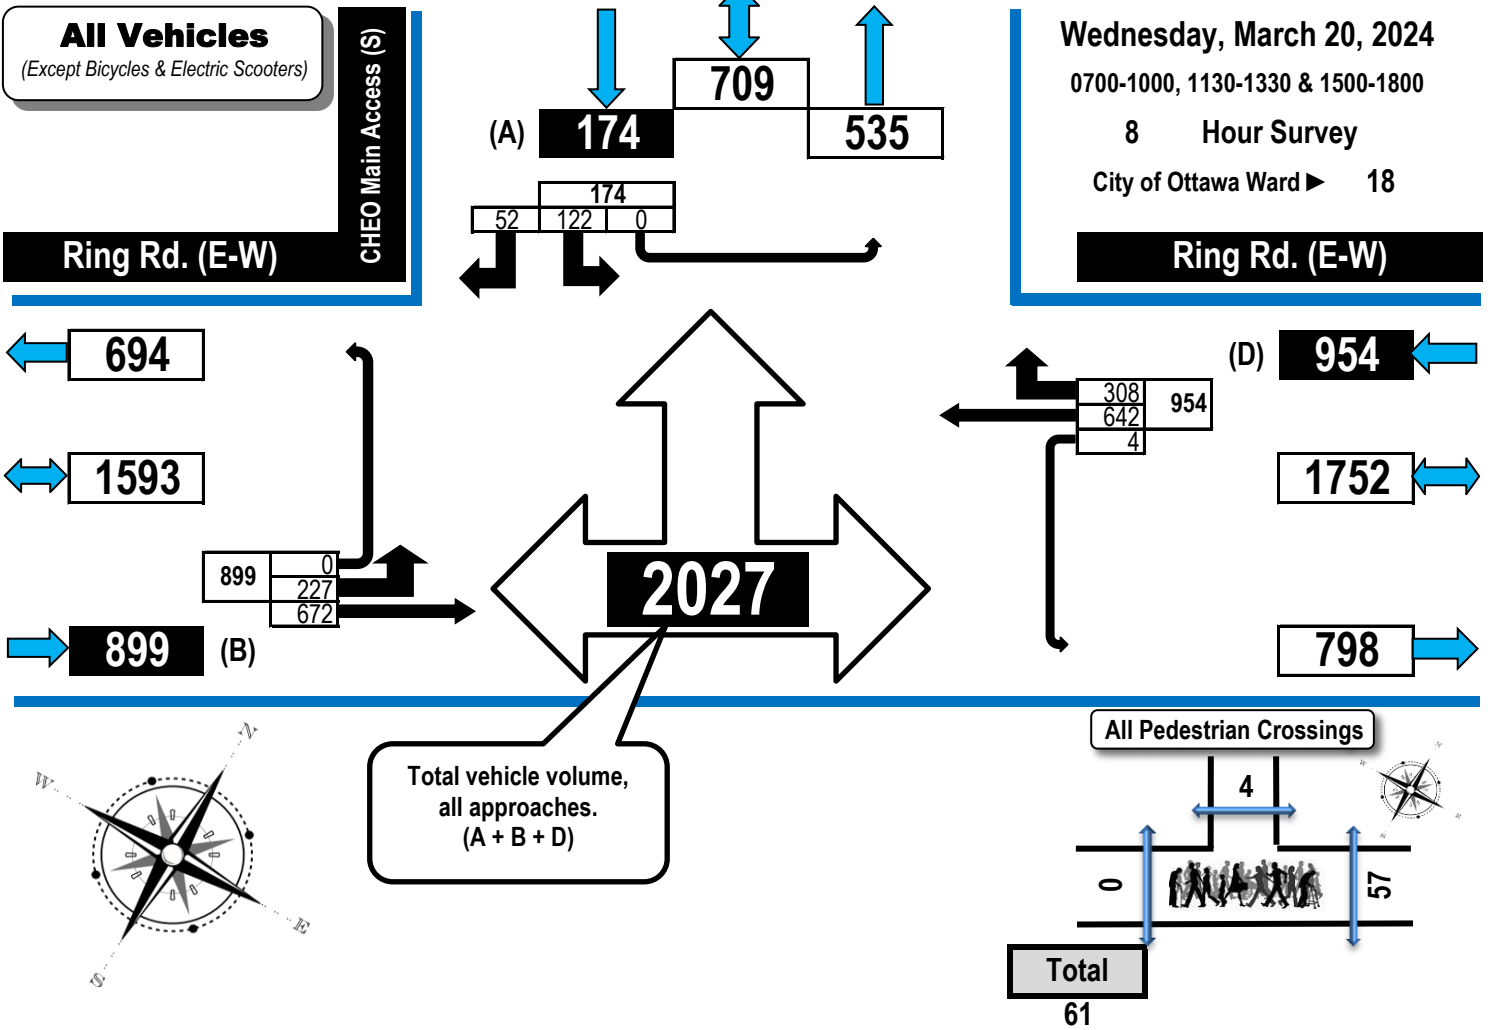 All Vehicles
(Except Bicycles & Electric Scooters)
CHEO Main Access (S)
Ring Rd. (E-W)
709
(A) 174 535
174
52 122 0
Wednesday, March 20, 2024
0700-1000, 1130-1330 & 1500-1800
8 Hour Survey
City of Ottawa Ward ► 18
Ring Rd. (E-W)
694
1593
899
0
227
672
899 (B)
2027
(D) 954
308
642
4
954
1752
798
Total vehicle volume,
all approaches.
(A + B + D)
N
W
E
S
All Pedestrian Crossings
4
0
57
N
W
E
S
Total
61